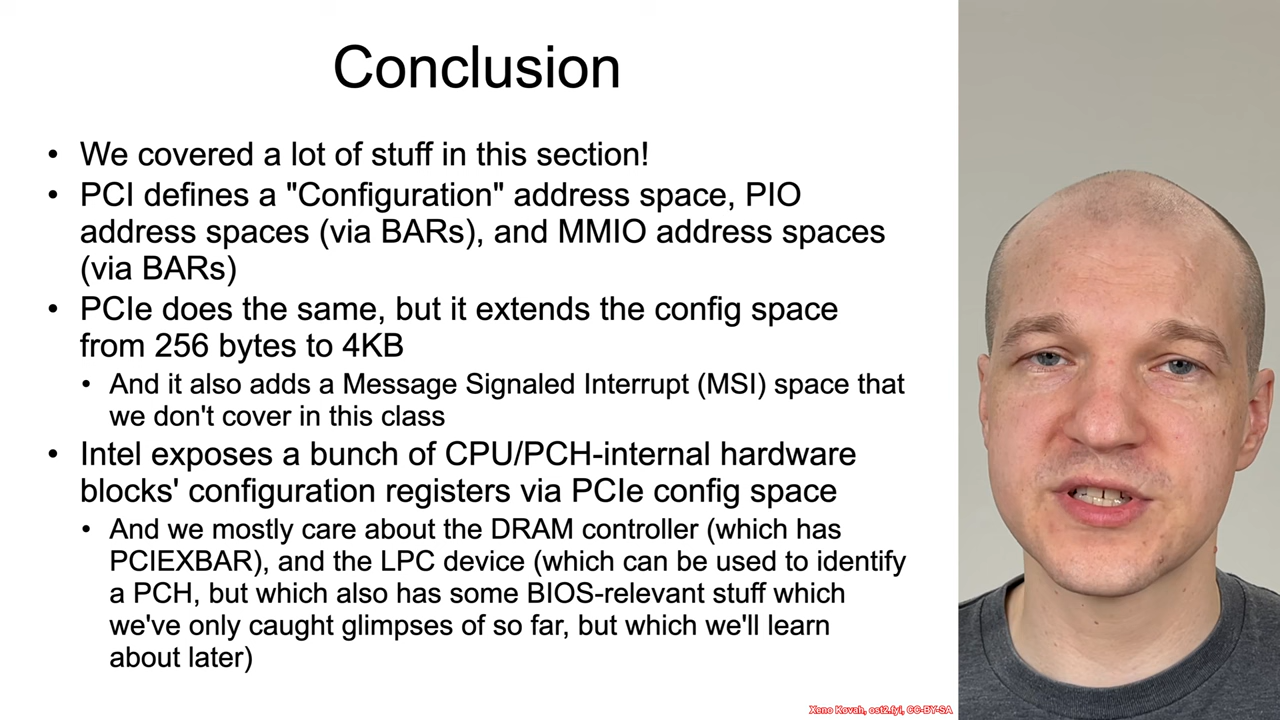 Conclusion
• We covered a lot of stuff in this section!
• PCI defines a "Configuration" address space, PIO
address spaces (via BARs), and MMIO address spaces
(via BARs)
• PCIe does the same, but it extends the config space
from 256 bytes to 4KB
• And it also adds a Message Signaled Interrupt (MSI) space that
we don't cover in this class
• Intel exposes a bunch of CPU/PCH-internal hardware
blocks' configuration registers via PCIe config space
• And we mostly care about the DRAM controller (which has
PCIEXBAR), and the LPC device (which can be used to identify
a PCH, but which also has some BIOS-relevant stuff which
we've only caught glimpses of so far, but which we'll learn
about later)
Xeno Kovah, ost2.fyi, CC-BY-SA